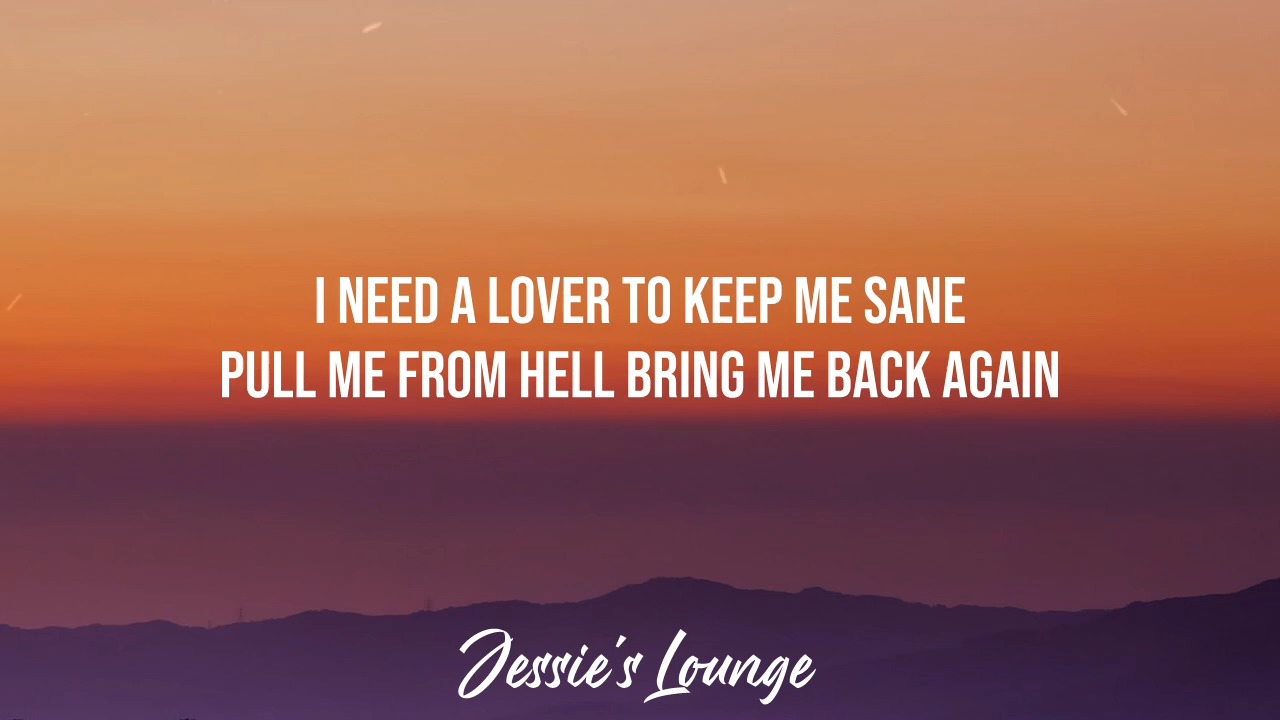 I NEED A LOVER TO KEEP ME SANE
PULL ME FROM HELL BRING ME BACK AGAIN
Jessie's Lounge